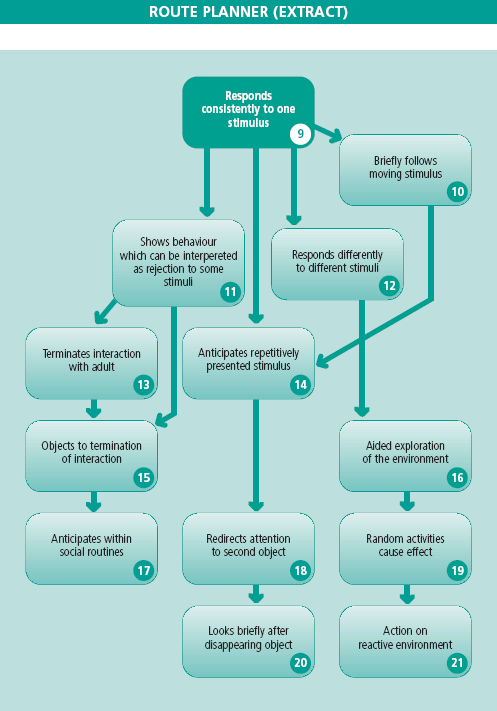 ROUTE PLANNER (EXTRACT)
Responds
consistently to one
stimulus
9
Briefly follows
moving stimulus
10
Shows behaviour
which can be interpereted
as rejection to some
stimuli
11
Responds differently
to different stimuli
12
Terminates interaction
with adult
13
Anticipates repetitively
presented stimulus
14
Objects to termination
of interaction
15
Aided exploration
of the environment
16
Anticipates within
social routines
17
Redirects attention
to second object
18
Random activities
cause effect
19
Looks briefly after
disappearing object
20
Action on
reactive environment
21